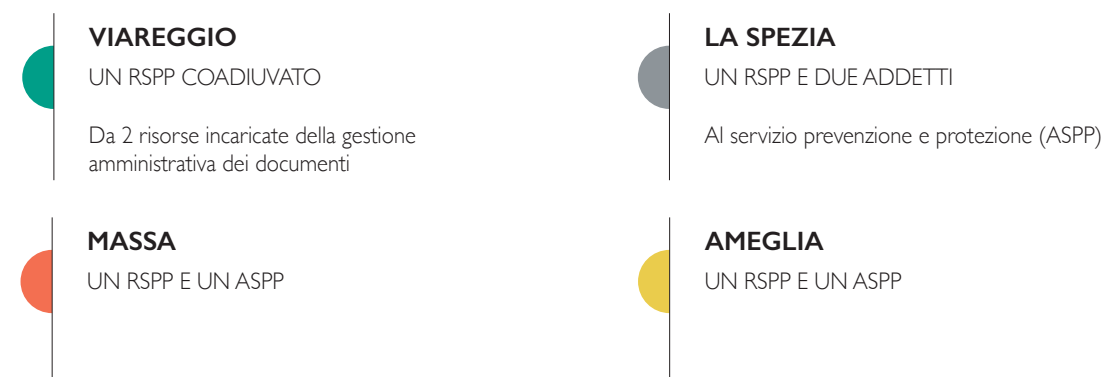 VIAREGGIO
UN RSPP COADIUVATO
Da 2 risorse incaricate della gestione
amministrativa dei documenti
LA SPEZIA
UN RSPP E DUE ADDETTI
Al servizio prevenzione e protezione (ASPP)
MASSA
UN RSPP E UN ASPP
AMEGLIA
UN RSPP E UN ASPP